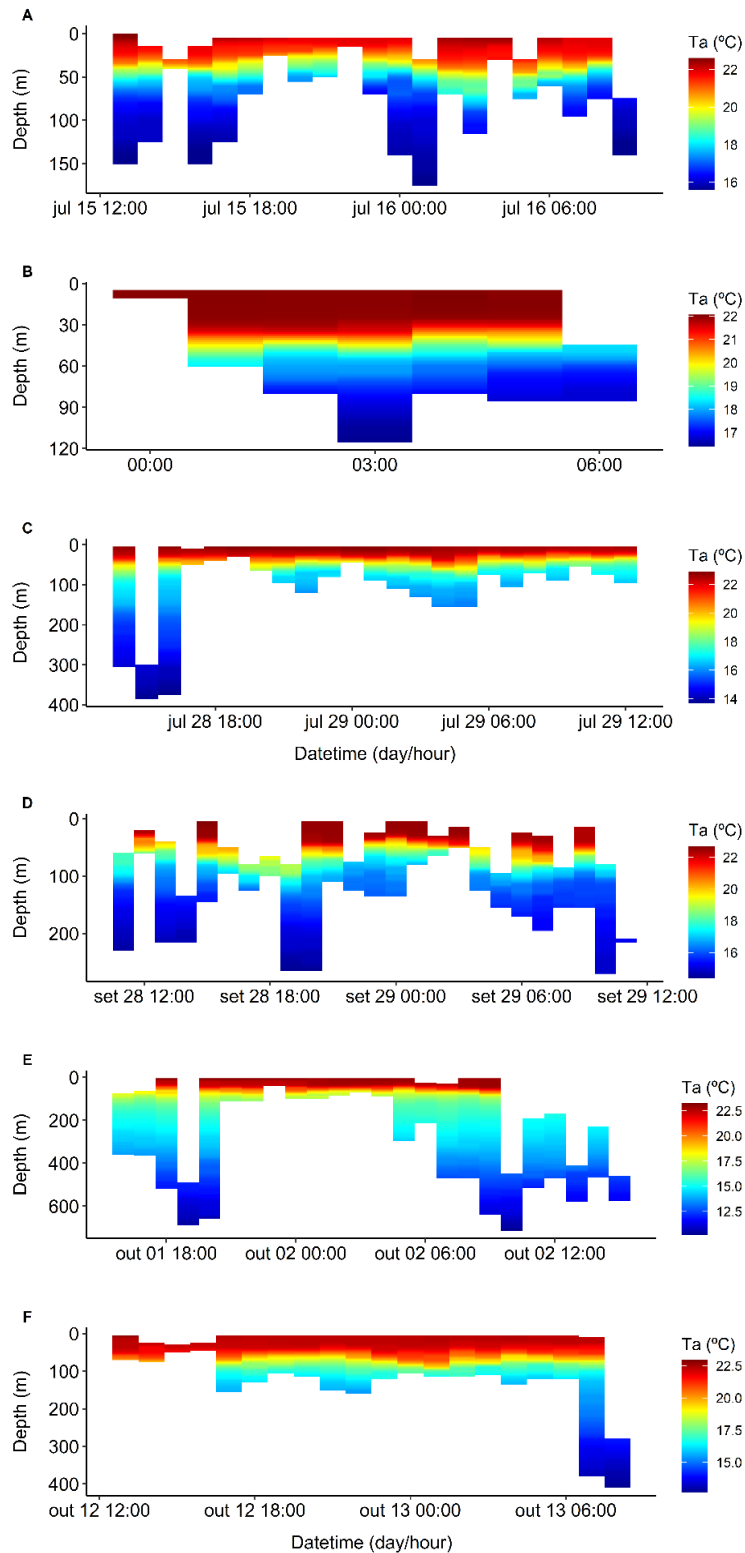 A
Ta (ºC)
0
50
100
150
22
20
18
16
Depth (m)
jul 15 12:00 jul 15 18:00 jul 16 00:00 jul 16 06:00
B
Ta (ºC)
0
30
60
90
120
22
21
20
19
18
17
Depth (m)
00:00 03:00 06:00
C
Ta (ºC)
0
100
200
300
400
22
20
18
16
14
Depth (m)
jul 28 18:00 jul 29 00:00 jul 29 06:00 jul 29 12:00
Datetime (day/hour)
D
Ta (ºC)
0
100
200
22
20
18
16
14
Depth (m)
set 28 12:00 set 28 18:00 set 29 00:00 set 29 06:00 set 29 12:00
E
Ta (ºC)
0
200
400
600
22.5
20.0
17.5
15.0
12.5
Depth (m)
out 01 18:00 out 02 00:00 out 02 06:00 out 02 12:00
F
Ta (ºC)
0
100
200
300
400
22.5
20.0
17.5
15.0
Depth (m)
out 12 12:00 out 12 18:00 out 13 00:00 out 13 06:00
Datetime (day/hour)